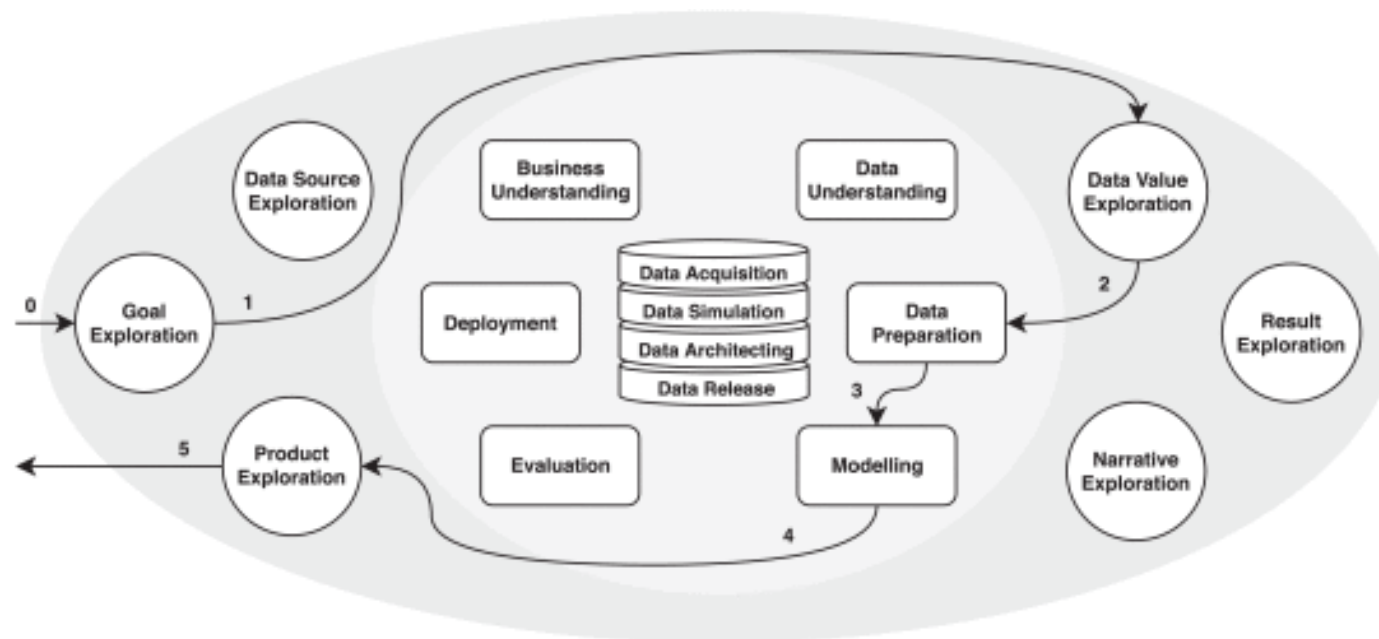 Business
Understanding
Data
Understanding
Data Source
Exploration
Data Value
Exploration
Data Acquisition
Data Simulation
Data Architecting
Data Release
0
Goal
Exploration
1
Deployment
Data
Preparation
2
Result
Exploration
3
5
Product
Exploration
Evaluation
Modelling
Narrative
Exploration
4